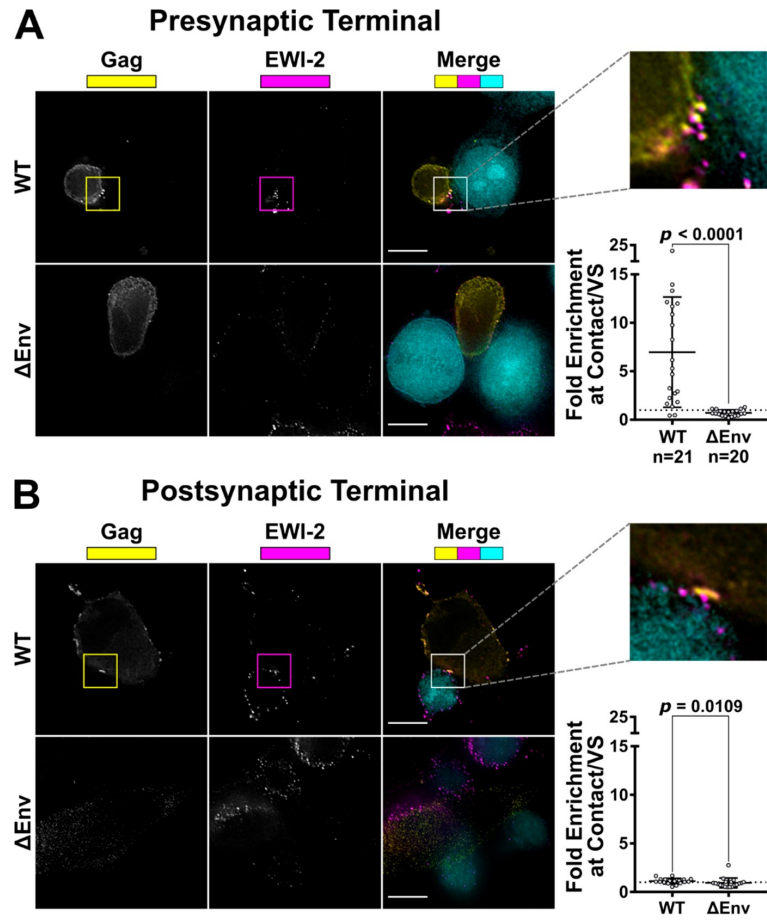 A
Presynaptic Terminal
Gag EWI-2 Merge
WT
ΔEnv
p < 0.0001
Fold Enrichment
at Contact/VS
25
15
10
5
0
WT ΔEnv
n=21 n=20
B
Postsynaptic Terminal
Gag EWI-2 Merge
WT
ΔEnv
p = 0.0109
Fold Enrichment
at Contact/VS
25
15
10
5
0
WT ΔEnv